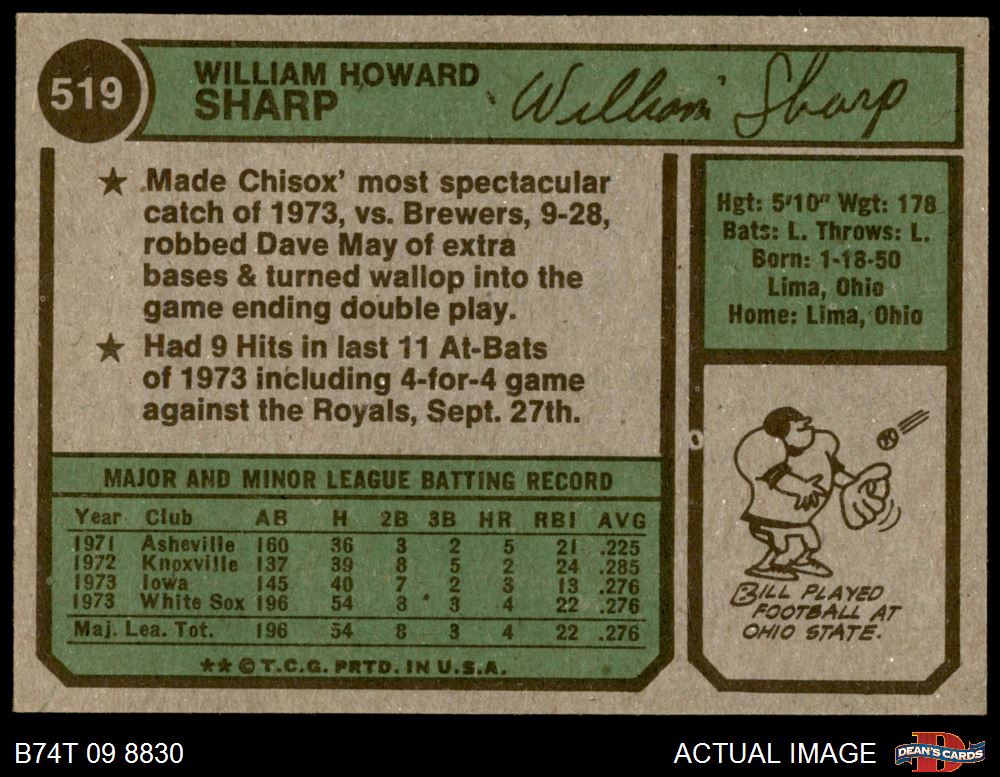 519
WILLIAM HOWARD
SHARP
William Sharp
★ Made Chisox' most spectacular
catch of 1973, vs. Brewers, 9-28,
robbed Dave May of extra
bases & turned wallop into the
game ending double play.
★ Had 9 Hits in last 11 At-Bats
of 1973 including 4-for-4 game
against the Royals, Sept. 27th.
Hgt: 5'10" Wgt: 178
Bats: L. Throws: L.
Born: 1-18-50
Lima, Ohio
Home: Lima, Ohio
BILL PLAYED
FOOTBALL AT
OHIO STATE.
MAJOR AND MINOR LEAGUE BATTING RECORD
Year Club AB H 2B 3B HR RBI AVG
1971 Asheville 160 36 3 2 5 21 .225
1972 Knoxville 137 39 8 5 2 24 .285
1973 Iowa 145 40 7 2 3 13 .276
1973 White Sox 196 54 8 3 4 22 .276
Maj. Lea. Tot. 196 54 8 3 4 22 .276
★★ © T.C.G. PRTD. IN U.S.A.
B74T 09 8830
ACTUAL IMAGE
D
DEAN'S CARDS